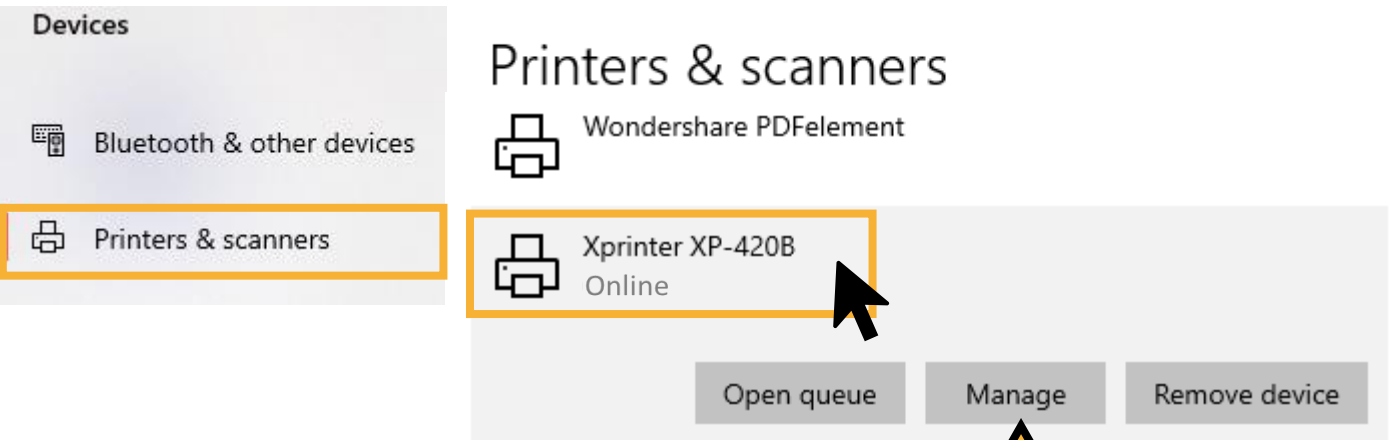 Devices
Bluetooth & other devices
Printers & scanners
Printers & scanners
Wondershare PDFelement
Xprinter XP-420B
Online
Open queue
Manage
Remove device